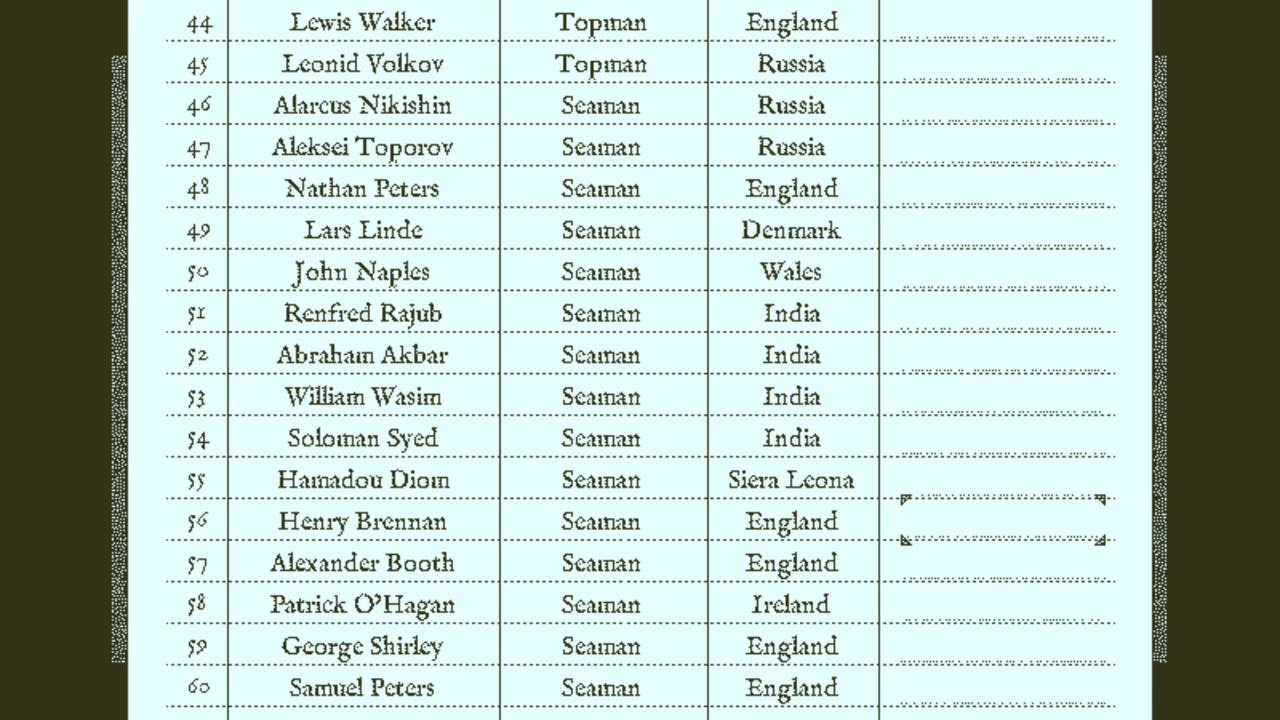 44 Lewis Walker Topman England
45 Leonid Volkov Topman Russia
46 Alarcus Nikishin Seaman Russia
47 Aleksei Toporov Seaman Russia
48 Nathan Peters Seaman England
49 Lars Linde Seaman Denmark
50 John Naples Seaman Wales
51 Renfred Rajub Seaman India
52 Abraham Akbar Seaman India
53 William Wasim Seaman India
54 Soloman Syed Seaman India
55 Hamadou Diom Seaman Siera Leona
56 Henry Brennan Seaman England
57 Alexander Booth Seaman England
58 Patrick O'Hagan Seaman Ireland
59 George Shirley Seaman England
60 Samuel Peters Seaman England